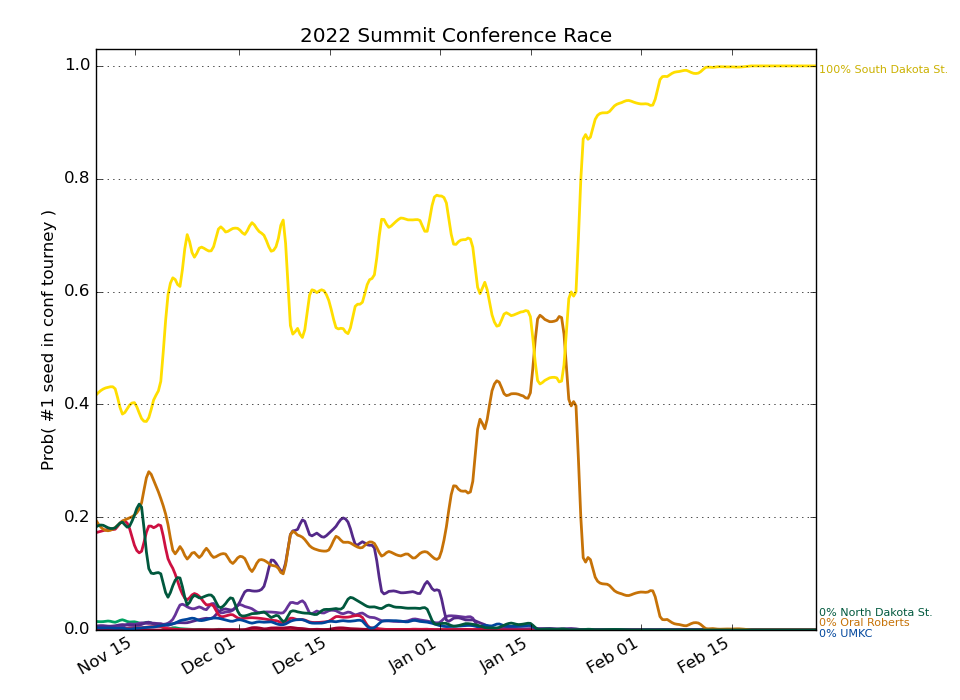 2022 Summit Conference Race
1.0
100% South Dakota St.
0.8
0.6
Prob( #1 seed in conf tourney )
0.4
0.2
0% North Dakota St.
0% Oral Roberts
0.0
0% UMKC
Nov 15
Dec 01
Dec 15
Jan 01
Jan 15
Feb 01
Feb 15